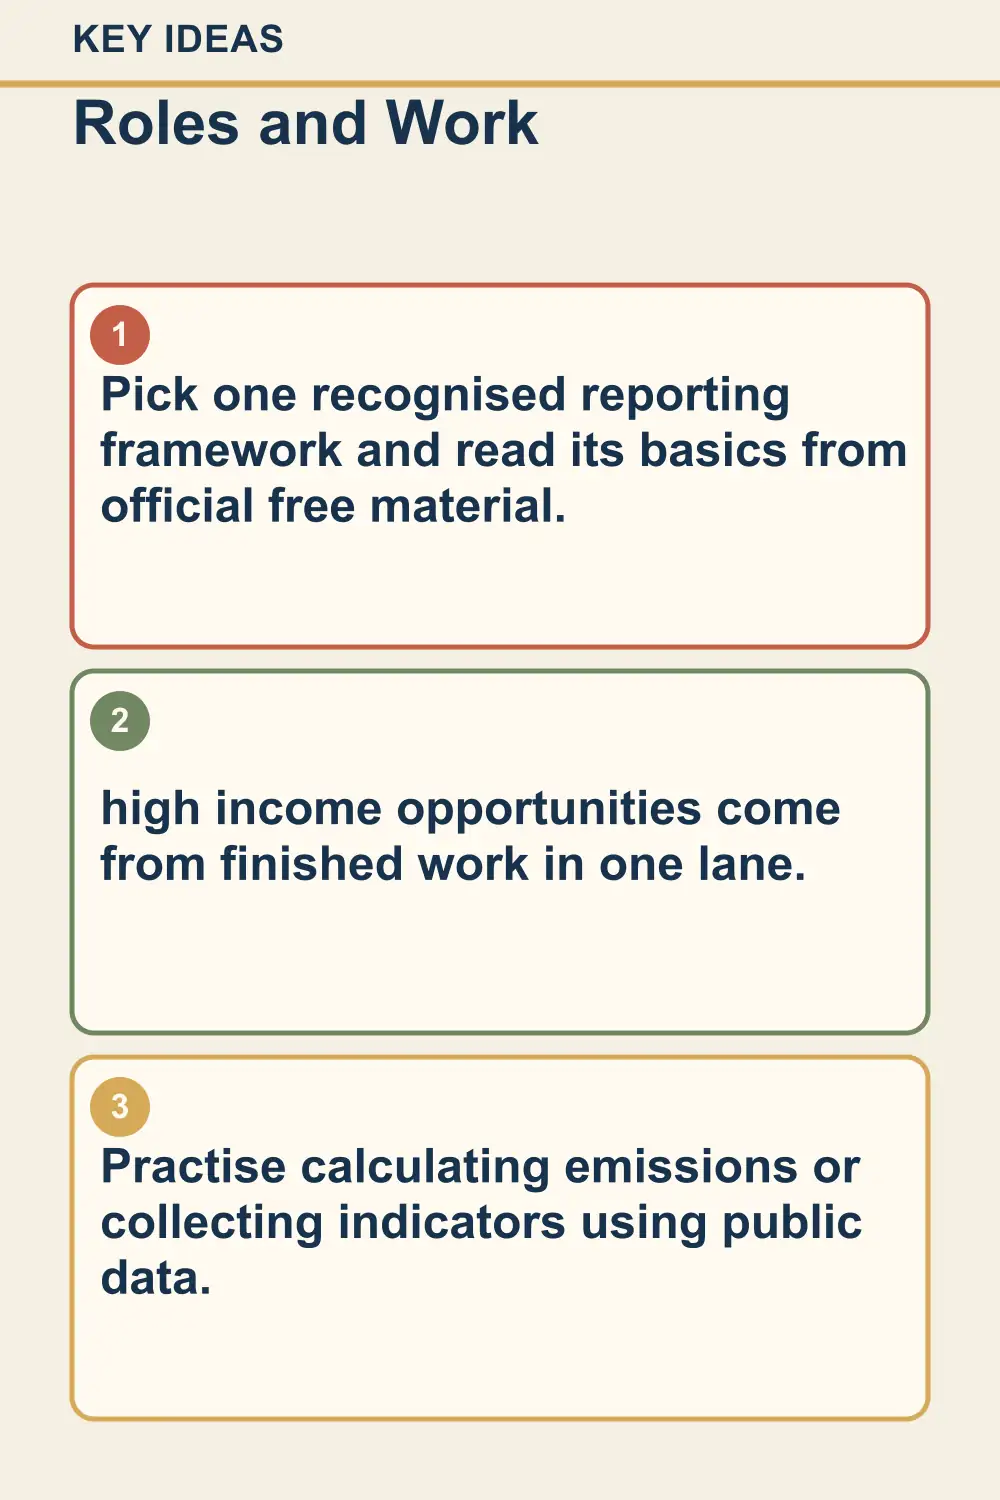 KEY IDEAS
Roles and Work
1
Pick one recognised reporting
framework and read its basics from
official free material.
2
high income opportunities come
from finished work in one lane.
3
Practise calculating emissions or
collecting indicators using public
data.